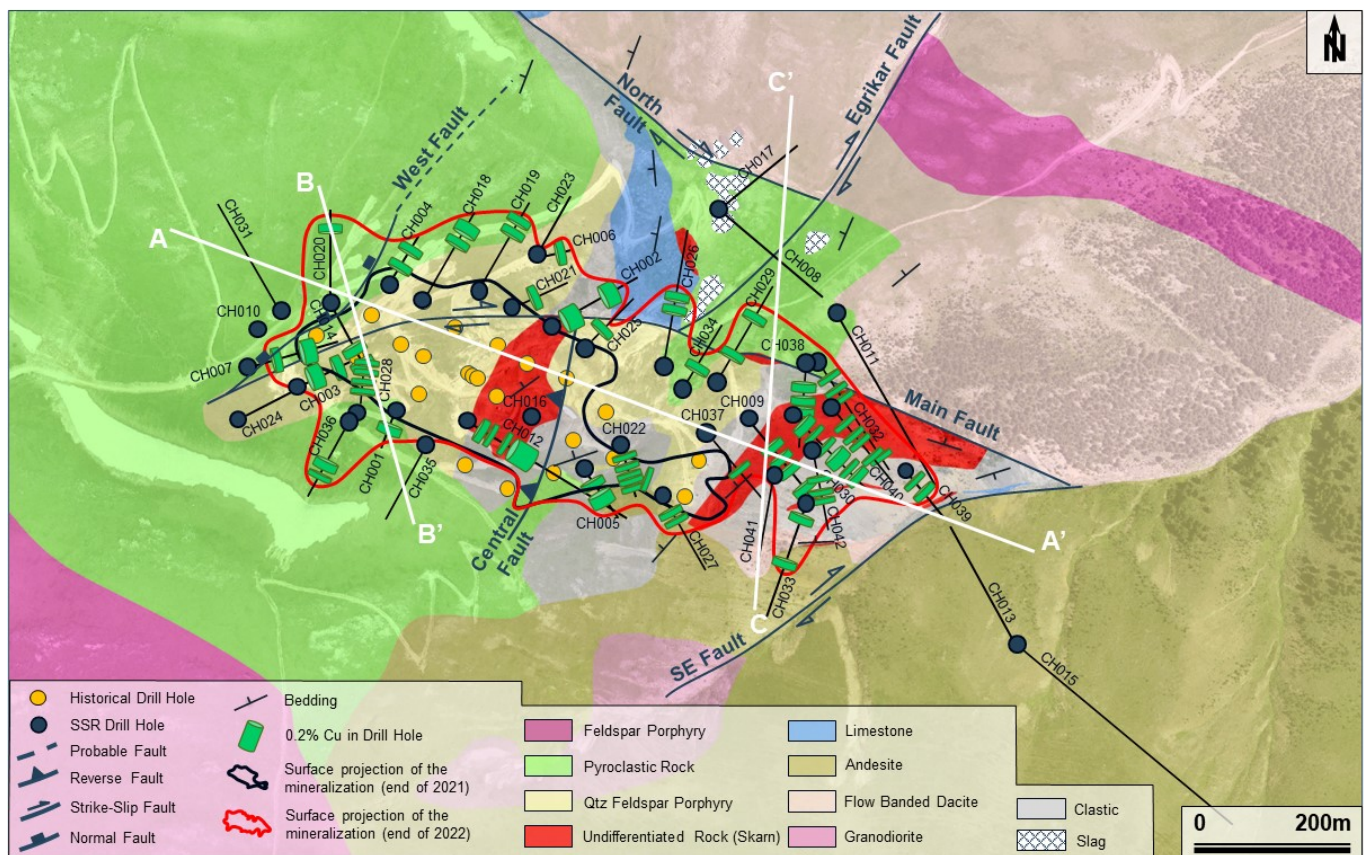 N
C'
Egrikar Fault
North
Fault
West Fault
CH017
B
CH018
CH019
CH023
CH004
CH031
A
CH020
CH006
CH002
CH026
CH008
CH021
CH029
CH010
CH014
CH025
CH034
CH011
CH038
CH007
CH003
CH028
CH024
CH016
CH037
CH009
Main Fault
CH036
CH012
CH022
CH032
CH001
CH035
CH030
CH040
CH039
B'
CH005
CH042
CH041
A'
Central
Fault
CH027
CH033
C
SE Fault
CH013
CH015
Historical Drill Hole
SSR Drill Hole
Probable Fault
Reverse Fault
Strike-Slip Fault
Normal Fault
Bedding
0.2% Cu in Drill Hole
Surface projection of the
mineralization (end of 2021)
Surface projection of the
mineralization (end of 2022)
Feldspar Porphyry
Pyroclastic Rock
Qtz Feldspar Porphyry
Undifferentiated Rock (Skarn)
Limestone
Andesite
Flow Banded Dacite
Granodiorite
Clastic
Slag
0 200m